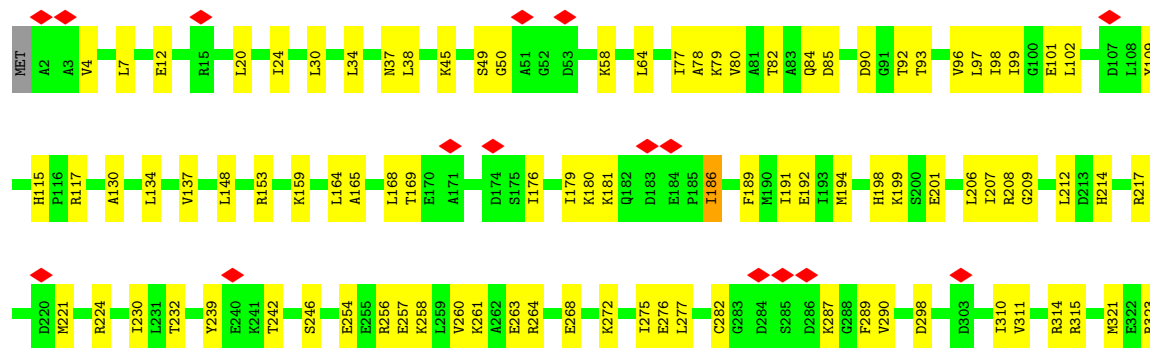 MET A2 A3 V4 L7 E12 R15 L20 I24 L30 L34 N37 L38 K45 S49 G50 A51 G52 D53 K58 L64 I77 A78 K79 V80 A81 T82 A83 Q84 D85 D90 G91 T92 T93 V96 L97 I98 I99 G100 E101 L102 D107 L108 Y109
H115 P116 R117 A130 L134 V137 L148 R153 K159 L164 A165 L168 T169 E170 A171 D174 S175 I176 I179 K180 K181 Q182 D183 E184 P185 I186 F189 M190 I191 E192 I193 M194 H198 K199 S200 E201 L206 I207 R208 G209 L212 D213 H214 R217
D220 M221 R224 I230 L231 T232 Y239 E240 K241 T242 S246 E254 E255 R256 E257 K258 L259 V260 K261 A262 E263 R264 E268 K272 I275 E276 L277 C282 G283 D284 S285 D286 K287 G288 F289 V290 D298 D303 I310 V311 R314 R315 M321 E322 R323